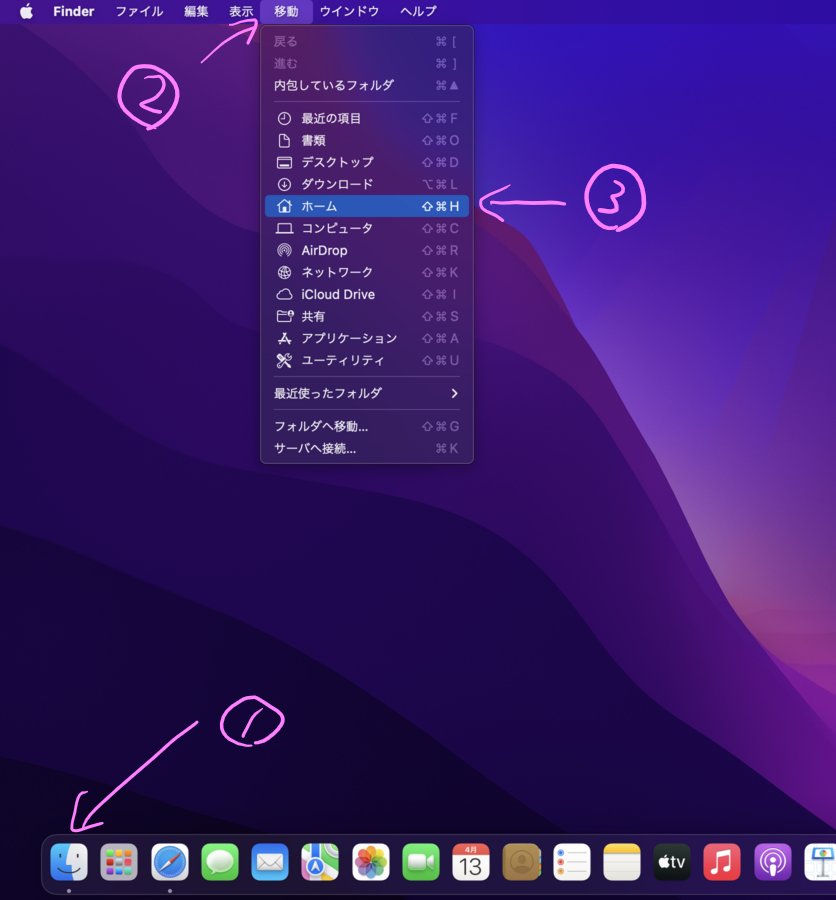 Finder ファイル 編集 表示 移動 ウインドウ ヘルプ
戻る ⌘ [
進む ⌘ ]
内包しているフォルダ ⌘▲
②
最近の項目 ⇧⌘F
書類 ⇧⌘O
デスクトップ ⇧⌘D
ダウンロード ⌥⌘L
ホーム ⇧⌘H
③
コンピュータ ⇧⌘C
AirDrop ⇧⌘R
ネットワーク ⇧⌘K
iCloud Drive ⇧⌘I
共有 ⇧⌘S
アプリケーション ⇧⌘A
ユーティリティ ⇧⌘U
最近使ったフォルダ >
フォルダへ移動... ⇧⌘G
サーバへ接続... ⌘K
①
4月
13
tv